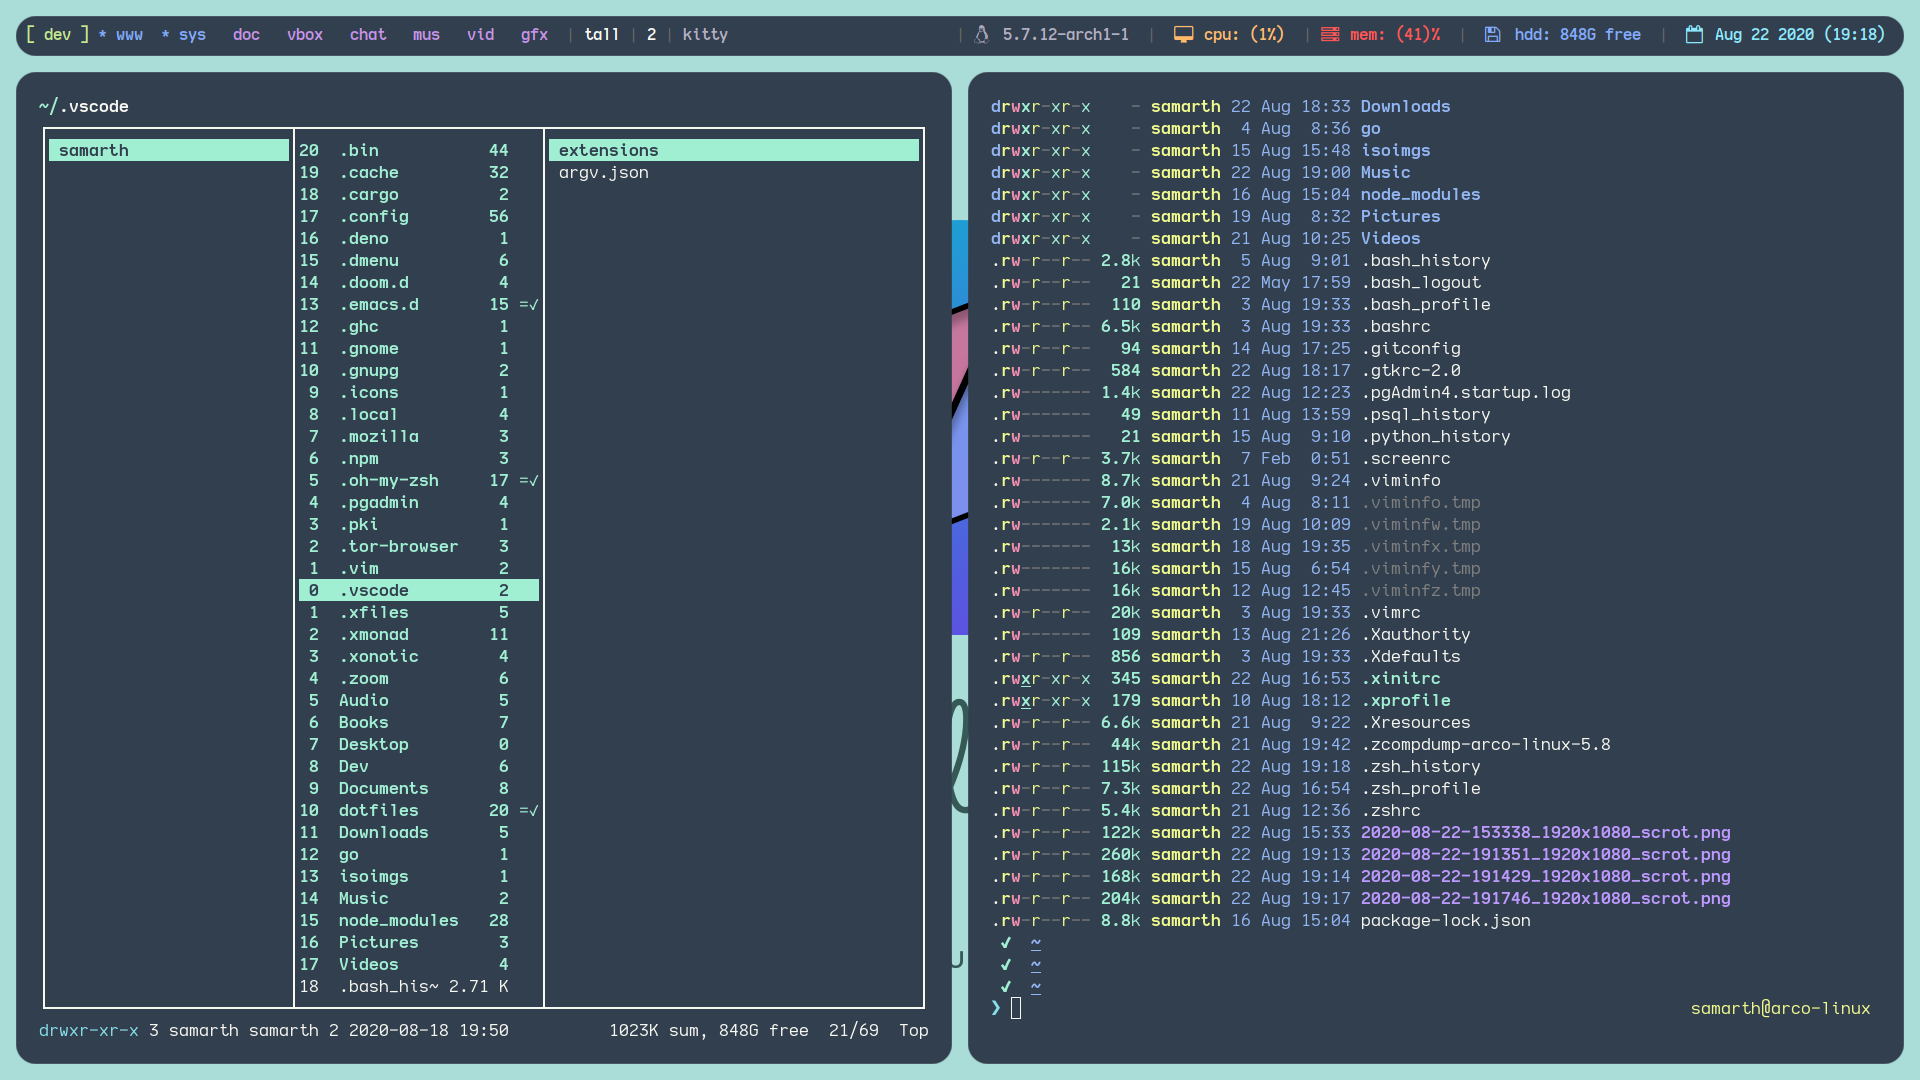 [ dev ] * www * sys doc vbox chat mus vid gfx | tall | 2 | kitty | 5.7.12-arch1-1 | cpu: (1%) | mem: (41)% | hdd: 848G free | Aug 22 2020 (19:18)
~/.vscode
samarth
20 .bin 44
19 .cache 32
18 .cargo 2
17 .config 56
16 .deno 1
15 .dmenu 6
14 .doom.d 4
13 .emacs.d 15 =✓
12 .ghc 1
11 .gnome 1
10 .gnupg 2
9 .icons 1
8 .local 4
7 .mozilla 3
6 .npm 3
5 .oh-my-zsh 17 =✓
4 .pgadmin 4
3 .pki 1
2 .tor-browser 3
1 .vim 2
0 .vscode 2
1 .xfiles 5
2 .xmonad 11
3 .xonotic 4
4 .zoom 6
5 Audio 5
6 Books 7
7 Desktop 0
8 Dev 6
9 Documents 8
10 dotfiles 20 =✓
11 Downloads 5
12 go 1
13 isoimgs 1
14 Music 2
15 node_modules 28
16 Pictures 3
17 Videos 4
18 .bash_his~ 2.71 K
extensions
argv.json
drwxr-xr-x 3 samarth samarth 2 2020-08-18 19:50 1023K sum, 848G free 21/69 Top
drwxr-xr-x - samarth 22 Aug 18:33 Downloads
drwxr-xr-x - samarth 4 Aug 8:36 go
drwxr-xr-x - samarth 15 Aug 15:48 isoimgs
drwxr-xr-x - samarth 22 Aug 19:00 Music
drwxr-xr-x - samarth 16 Aug 15:04 node_modules
drwxr-xr-x - samarth 19 Aug 8:32 Pictures
drwxr-xr-x - samarth 21 Aug 10:25 Videos
.rw-r--r-- 2.8k samarth 5 Aug 9:01 .bash_history
.rw-r--r-- 21 samarth 22 May 17:59 .bash_logout
.rw-r--r-- 110 samarth 3 Aug 19:33 .bash_profile
.rw-r--r-- 6.5k samarth 3 Aug 19:33 .bashrc
.rw-r--r-- 94 samarth 14 Aug 17:25 .gitconfig
.rw-r--r-- 584 samarth 22 Aug 18:17 .gtkrc-2.0
.rw------- 1.4k samarth 22 Aug 12:23 .pgAdmin4.startup.log
.rw------- 49 samarth 11 Aug 13:59 .psql_history
.rw------- 21 samarth 15 Aug 9:10 .python_history
.rw-r--r-- 3.7k samarth 7 Feb 0:51 .screenrc
.rw------- 8.7k samarth 21 Aug 9:24 .viminfo
.rw------- 7.0k samarth 4 Aug 8:11 .viminfo.tmp
.rw------- 2.1k samarth 19 Aug 10:09 .viminfw.tmp
.rw------- 13k samarth 18 Aug 19:35 .viminfx.tmp
.rw------- 16k samarth 15 Aug 6:54 .viminfy.tmp
.rw------- 16k samarth 12 Aug 12:45 .viminfz.tmp
.rw-r--r-- 20k samarth 3 Aug 19:33 .vimrc
.rw------- 109 samarth 13 Aug 21:26 .Xauthority
.rw-r--r-- 856 samarth 3 Aug 19:33 .Xdefaults
.rwxr-xr-x 345 samarth 22 Aug 16:53 .xinitrc
.rwxr-xr-x 179 samarth 10 Aug 18:12 .xprofile
.rw-r--r-- 6.6k samarth 21 Aug 9:22 .Xresources
.rw-r--r-- 44k samarth 21 Aug 19:42 .zcompdump-arco-linux-5.8
.rw-r--r-- 115k samarth 22 Aug 19:18 .zsh_history
.rw-r--r-- 7.3k samarth 22 Aug 16:54 .zsh_profile
.rw-r--r-- 5.4k samarth 21 Aug 12:36 .zshrc
.rw-r--r-- 122k samarth 22 Aug 15:33 2020-08-22-153338_1920x1080_scrot.png
.rw-r--r-- 260k samarth 22 Aug 19:13 2020-08-22-191351_1920x1080_scrot.png
.rw-r--r-- 168k samarth 22 Aug 19:14 2020-08-22-191429_1920x1080_scrot.png
.rw-r--r-- 204k samarth 22 Aug 19:17 2020-08-22-191746_1920x1080_scrot.png
.rw-r--r-- 8.8k samarth 16 Aug 15:04 package-lock.json
✓ ~
✓ ~
✓ ~
❯ samarth@arco-linux